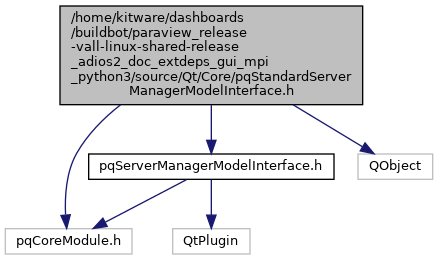 /home/kitware/dashboards
/buildbot/paraview_release
-vall-linux-shared-release
_adios2_doc_extdeps_gui_mpi
_python3/source/Qt/Core/pqStandardServer
ManagerModelInterface.h
pqServerManagerModelInterface.h
QObject
pqCoreModule.h
QtPlugin